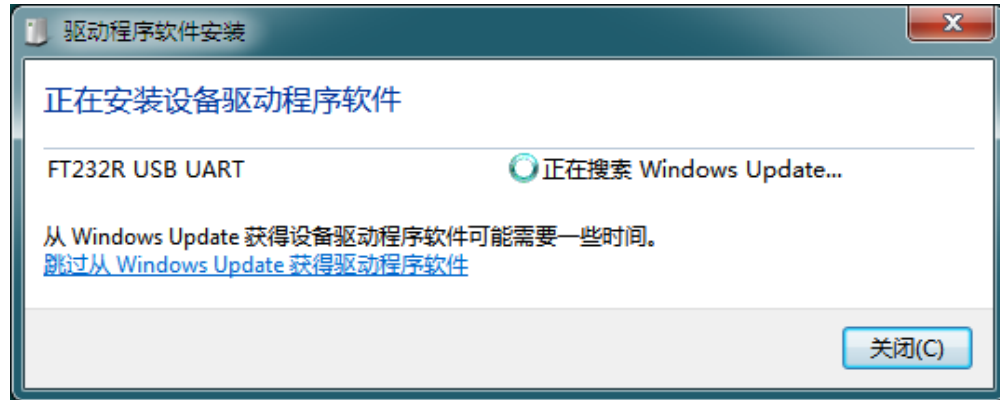 驱动程序软件安装
正在安装设备驱动程序软件
FT232R USB UART 正在搜索 Windows Update...
从 Windows Update 获得设备驱动程序软件可能需要一些时间。
跳过从 Windows Update 获得驱动程序软件
关闭(C)